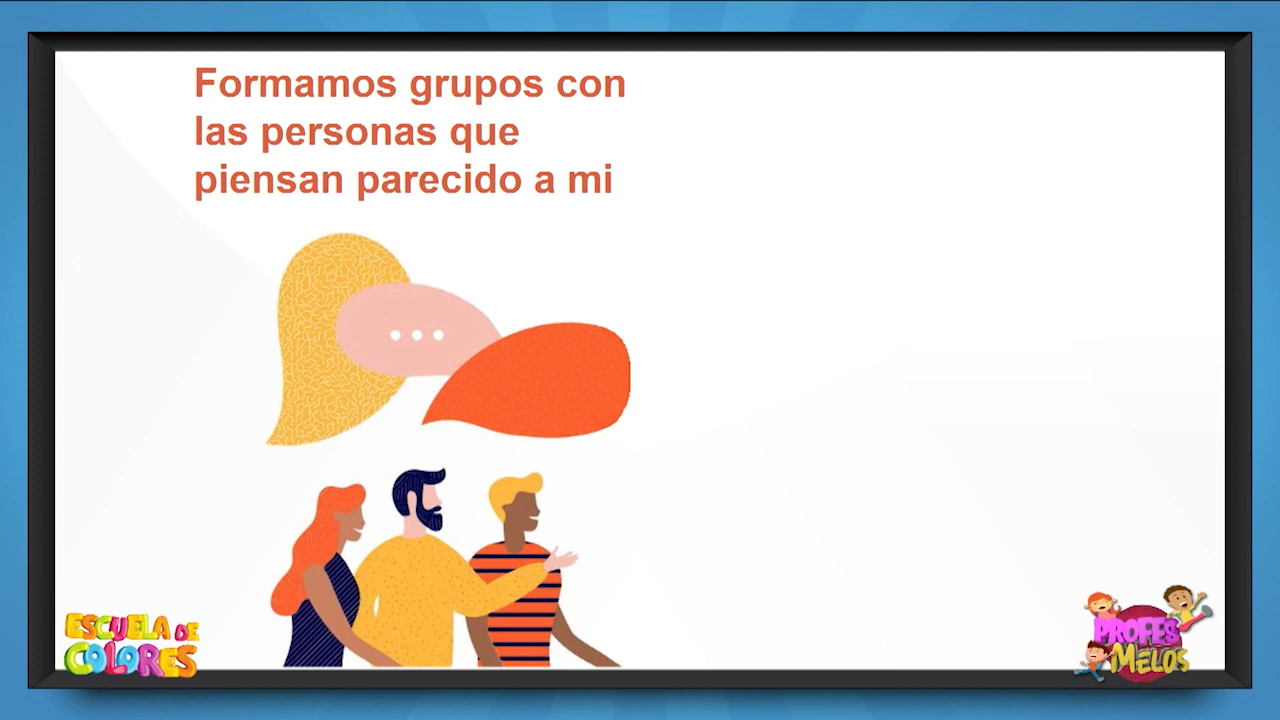 Formamos grupos con
las personas que
piensan parecido a mi
ESCUELA DE
COLORES
PROFES
MELOS